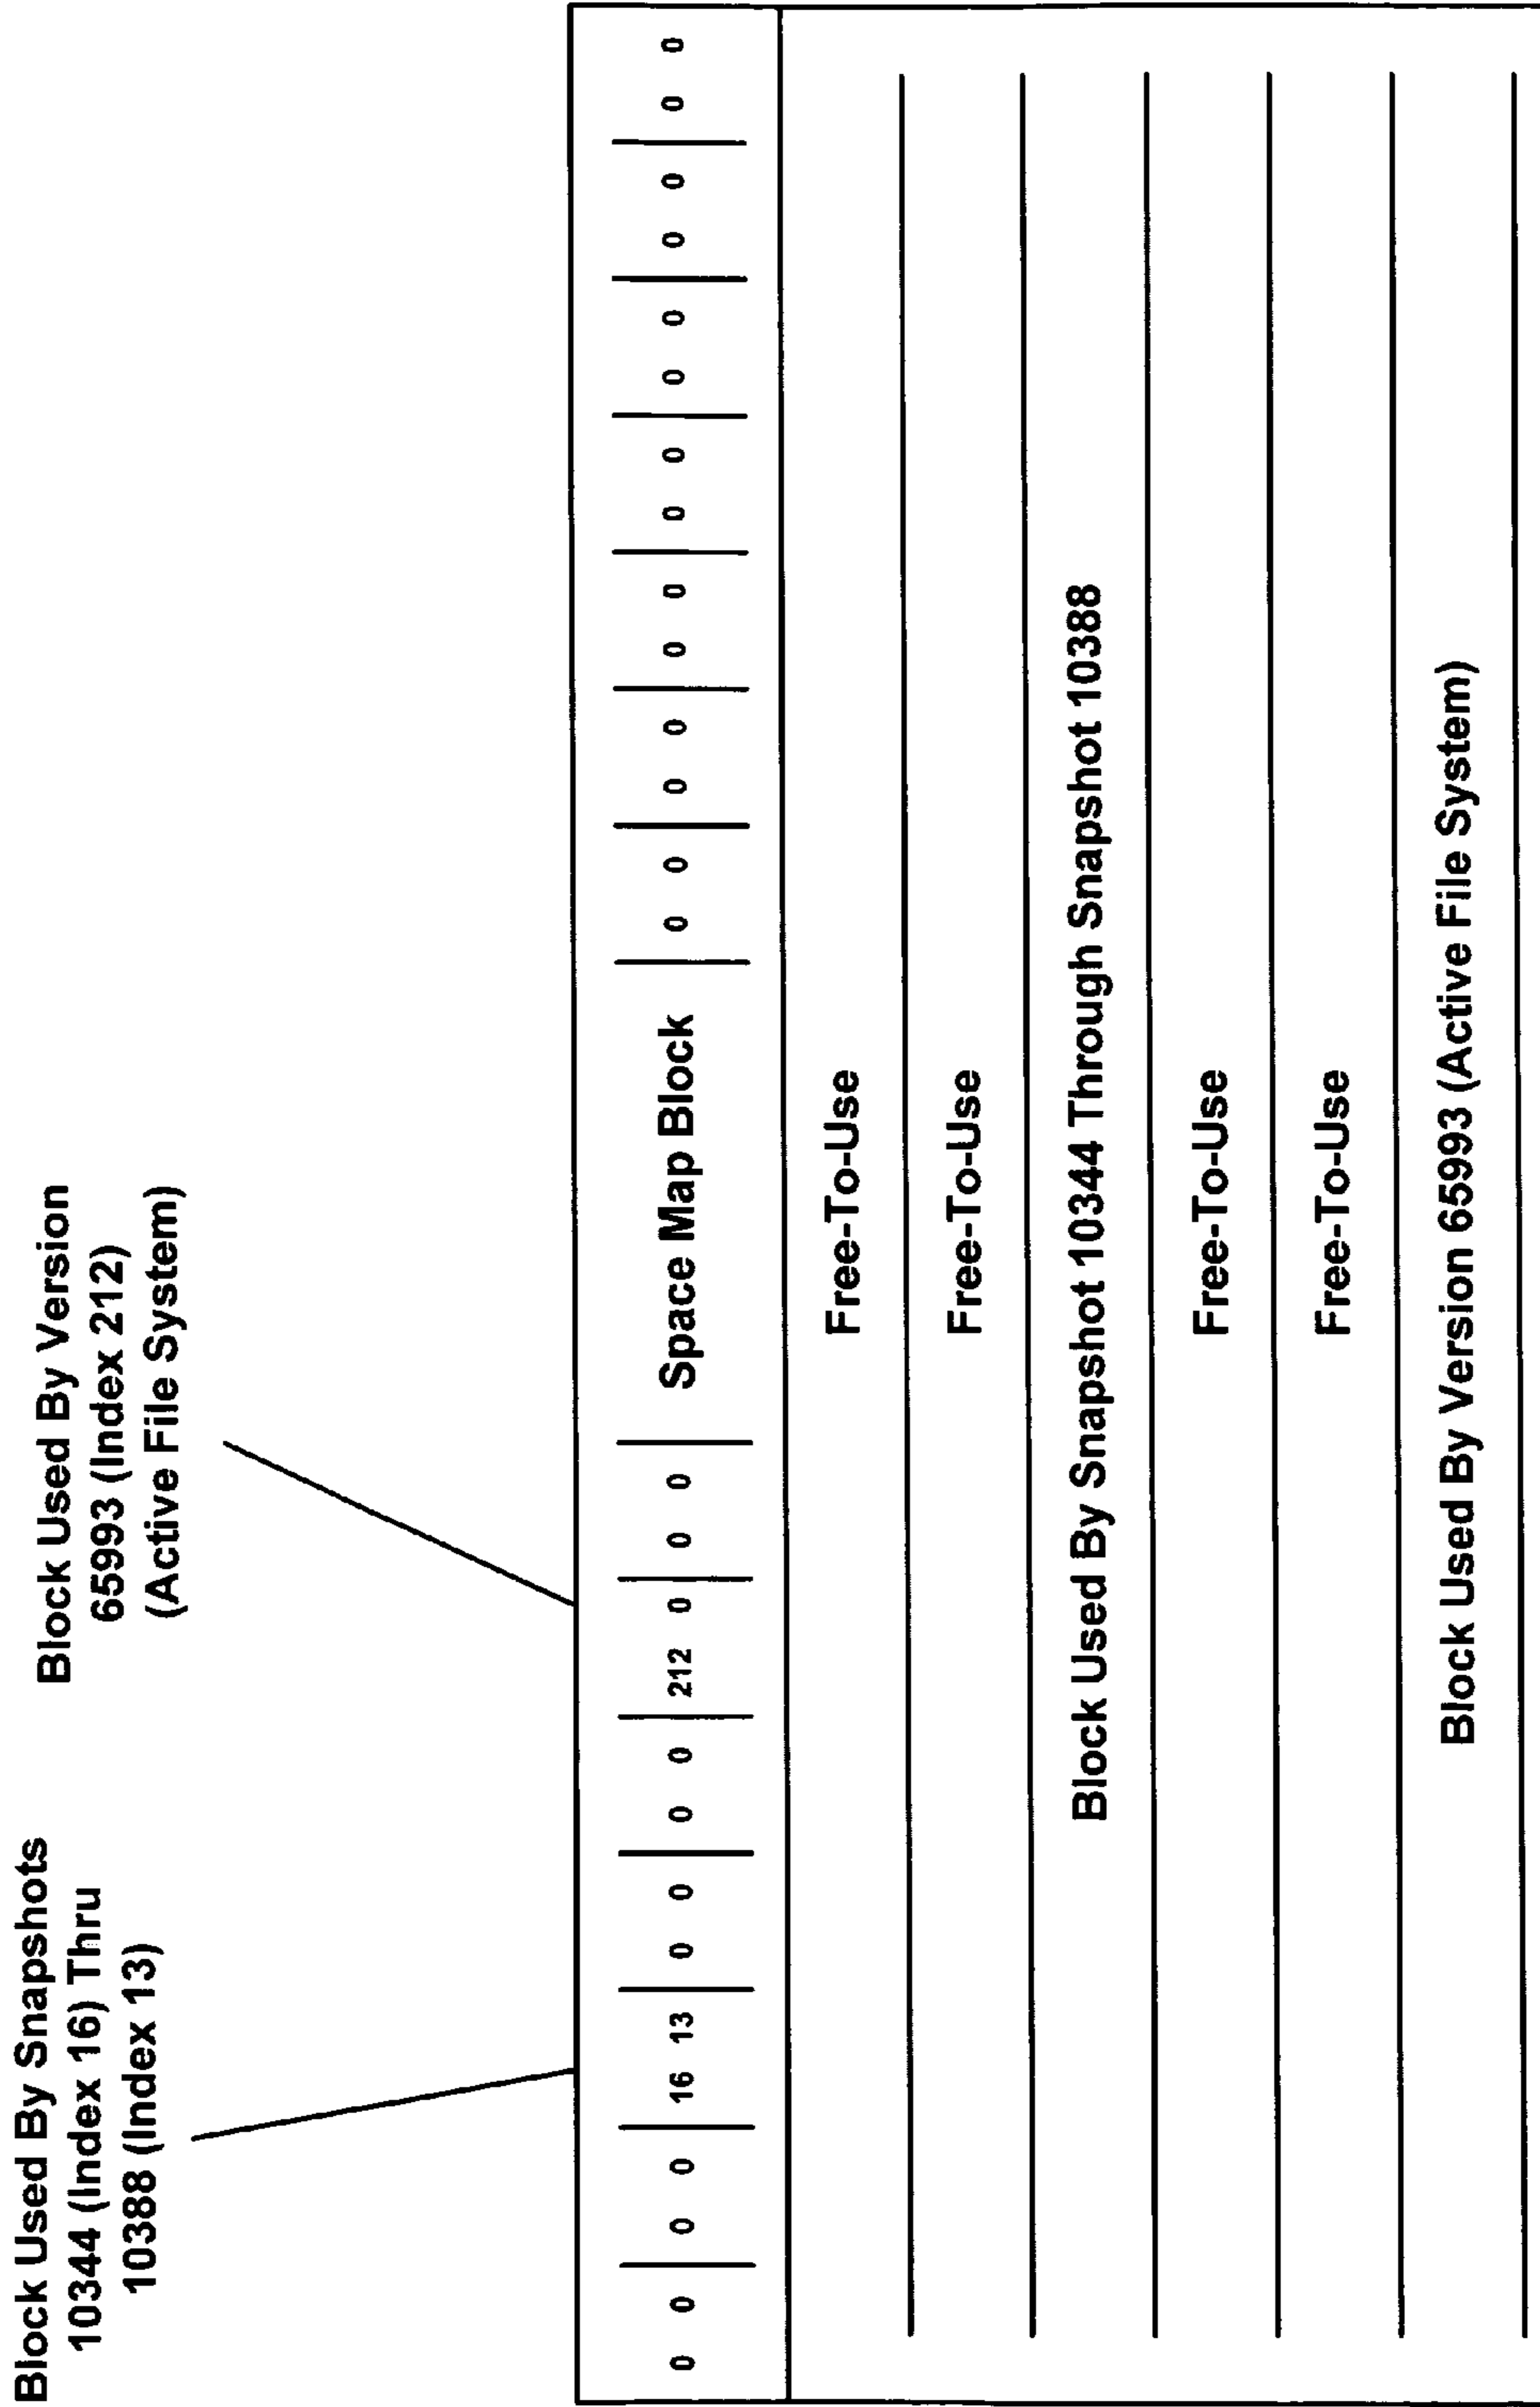 Block Used By Snapshots
10344 (Index 16) Thru
10388 (Index 13)
Block Used By Version
65993 (Index 212)
(Active File System)
0 0 | 0 0 | 16 13 | 0 0 | 0 0 | 212 0 | 0 0 | Space Map Block | 0 0 | 0 0 | 0 0 | 0 0 | 0 0 | 0 0 | 0 0
Free-To-Use
Free-To-Use
Block Used By Snapshot 10344 Through Snapshot 10388
Free-To-Use
Free-To-Use
Block Used By Version 65993 (Active File System)